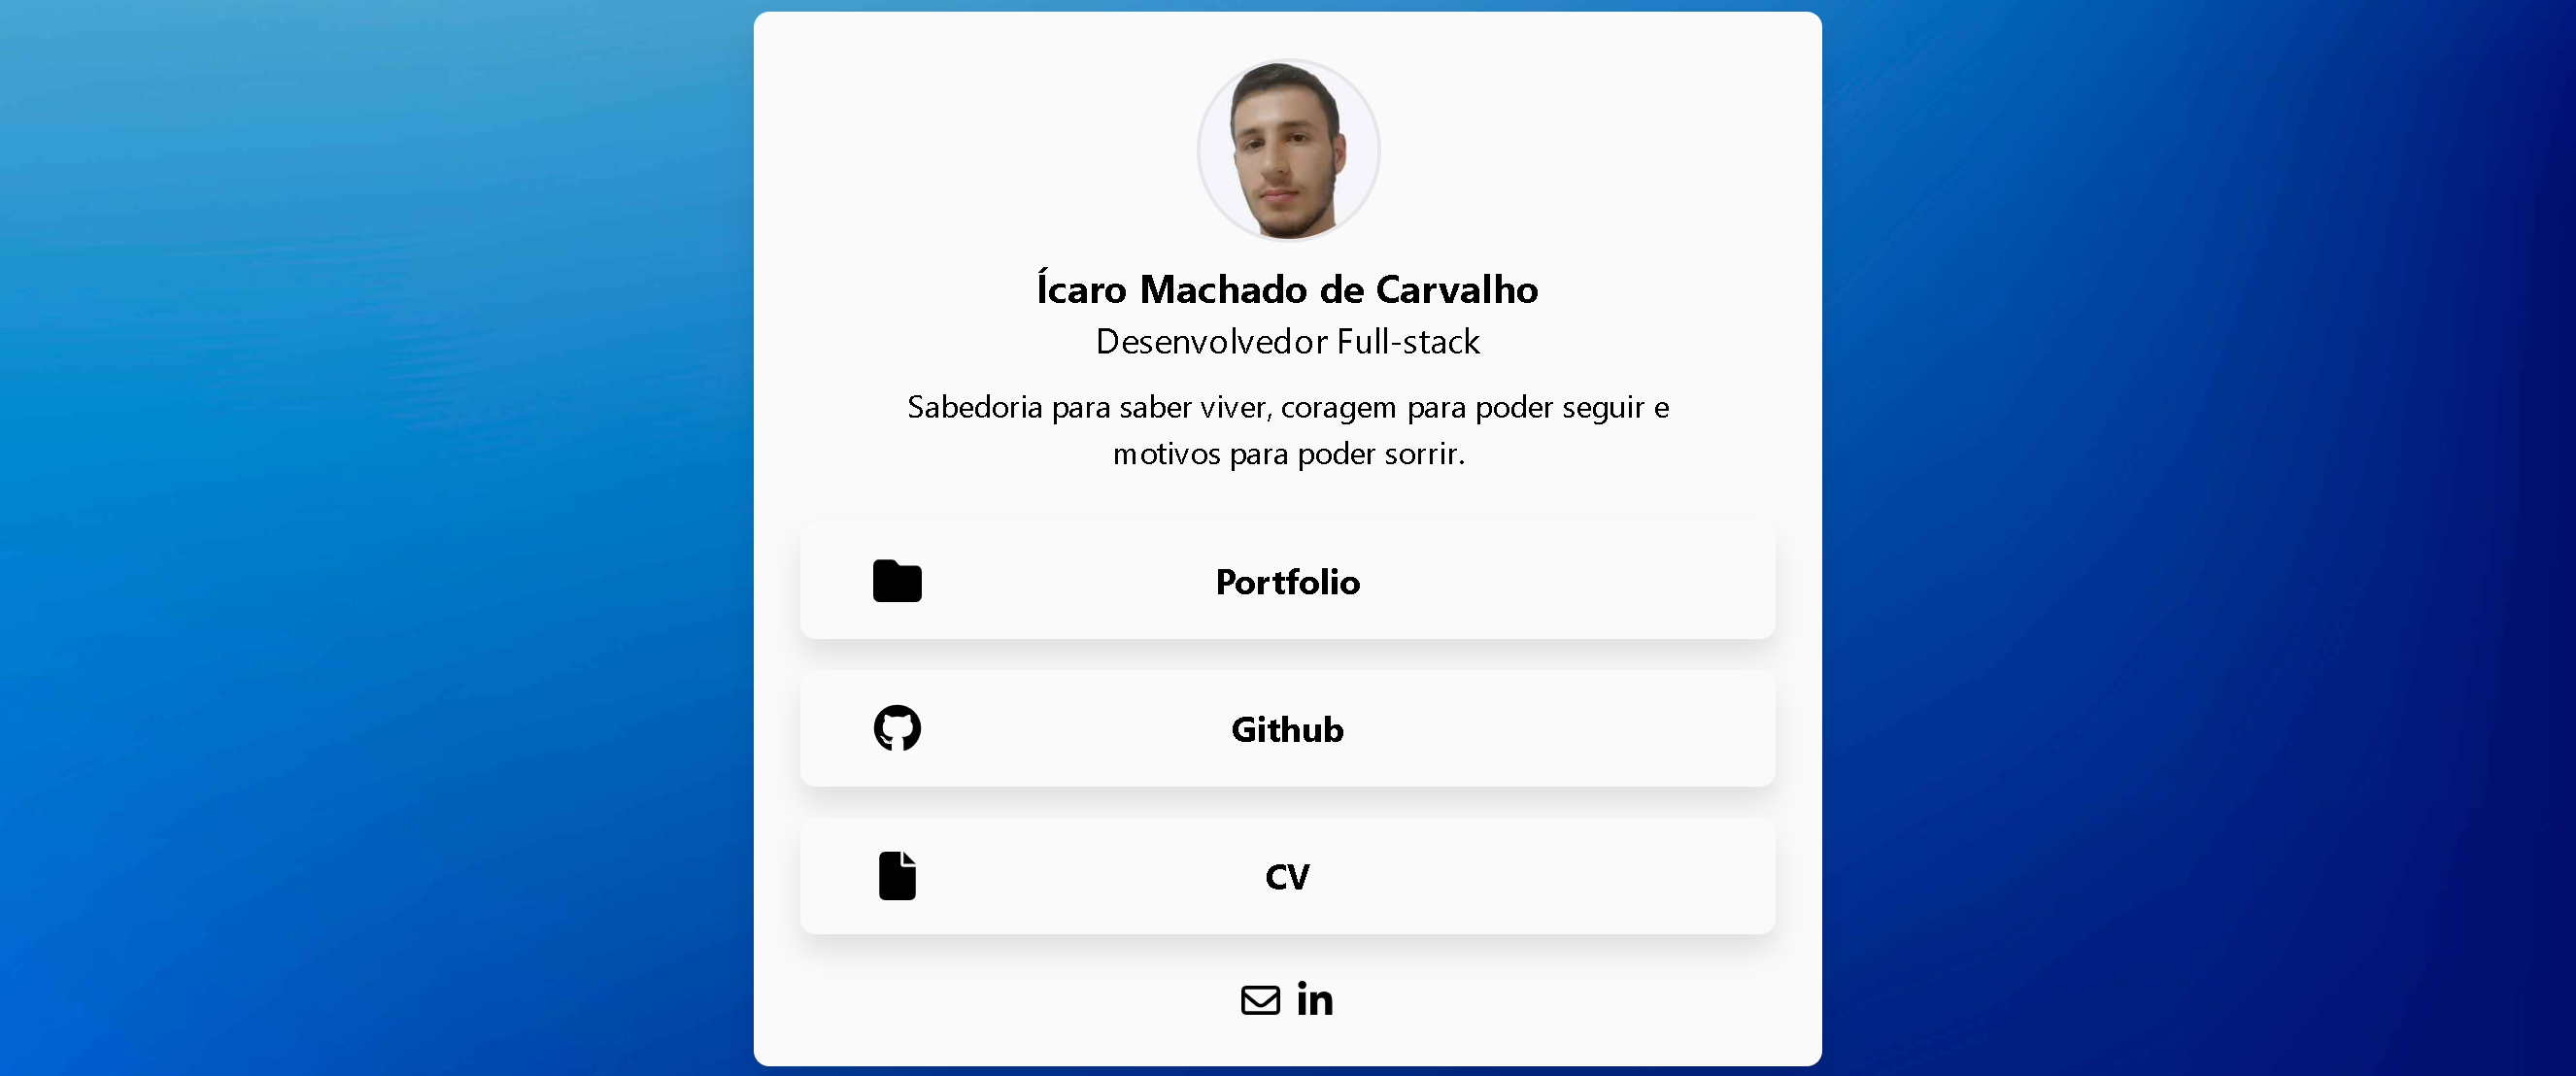 Ícaro Machado de Carvalho
Desenvolvedor Full-stack
Sabedoria para saber viver, coragem para poder seguir e
motivos para poder sorrir.
Portfolio
Github
CV
in